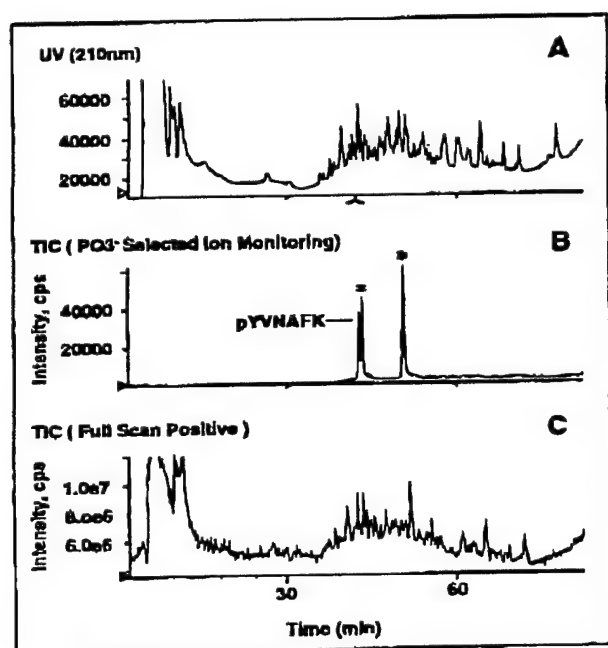 UV (210nm)
A
60000
40000
20000
TIC ( PO3- Selected Ion Monitoring)
B
Intensity, cps
40000
20000
pYVNAFK
*
*
TIC ( Full Scan Positive )
C
Intensity, cps
1.0e7
8.0e6
6.0e6
30
60
Time (min)